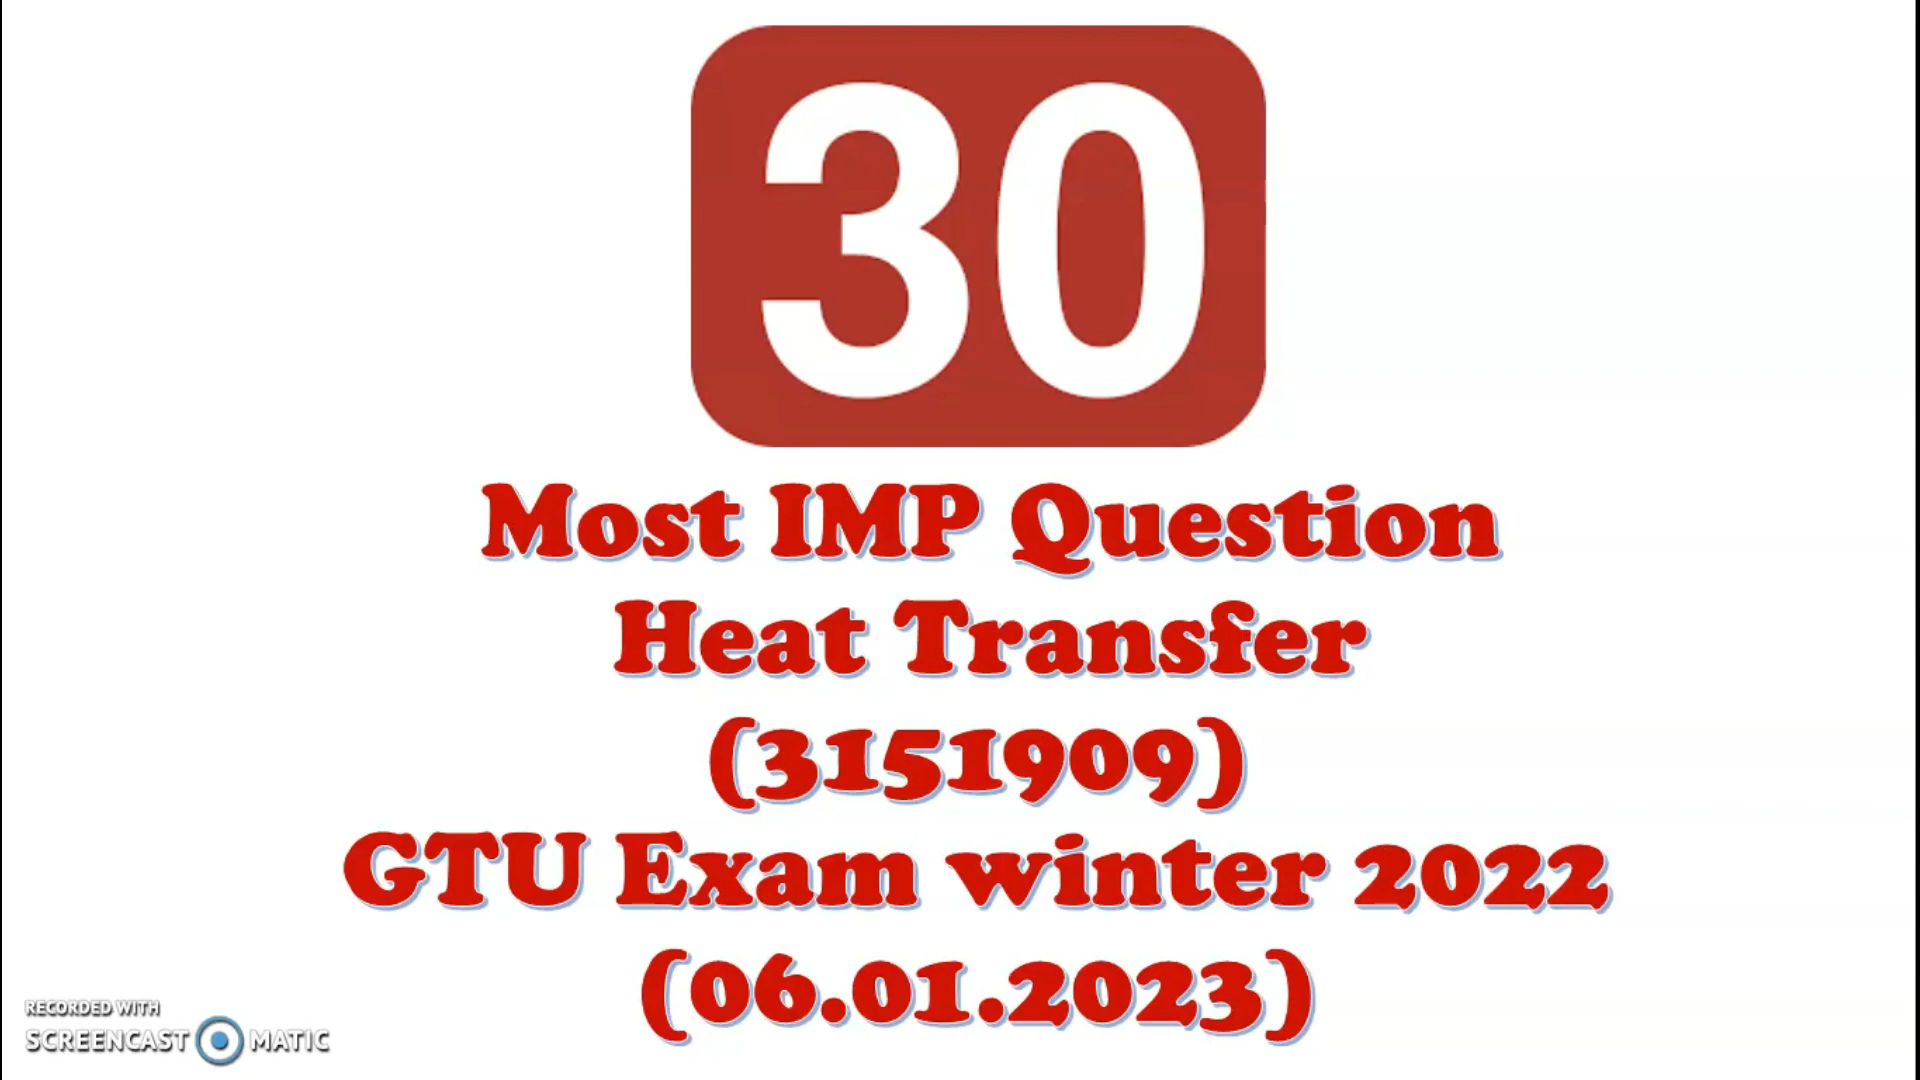 30
Most IMP Question
Heat Transfer
(3151909)
GTU Exam winter 2022
(06.01.2023)
RECORDED WITH
SCREENCAST MATIC